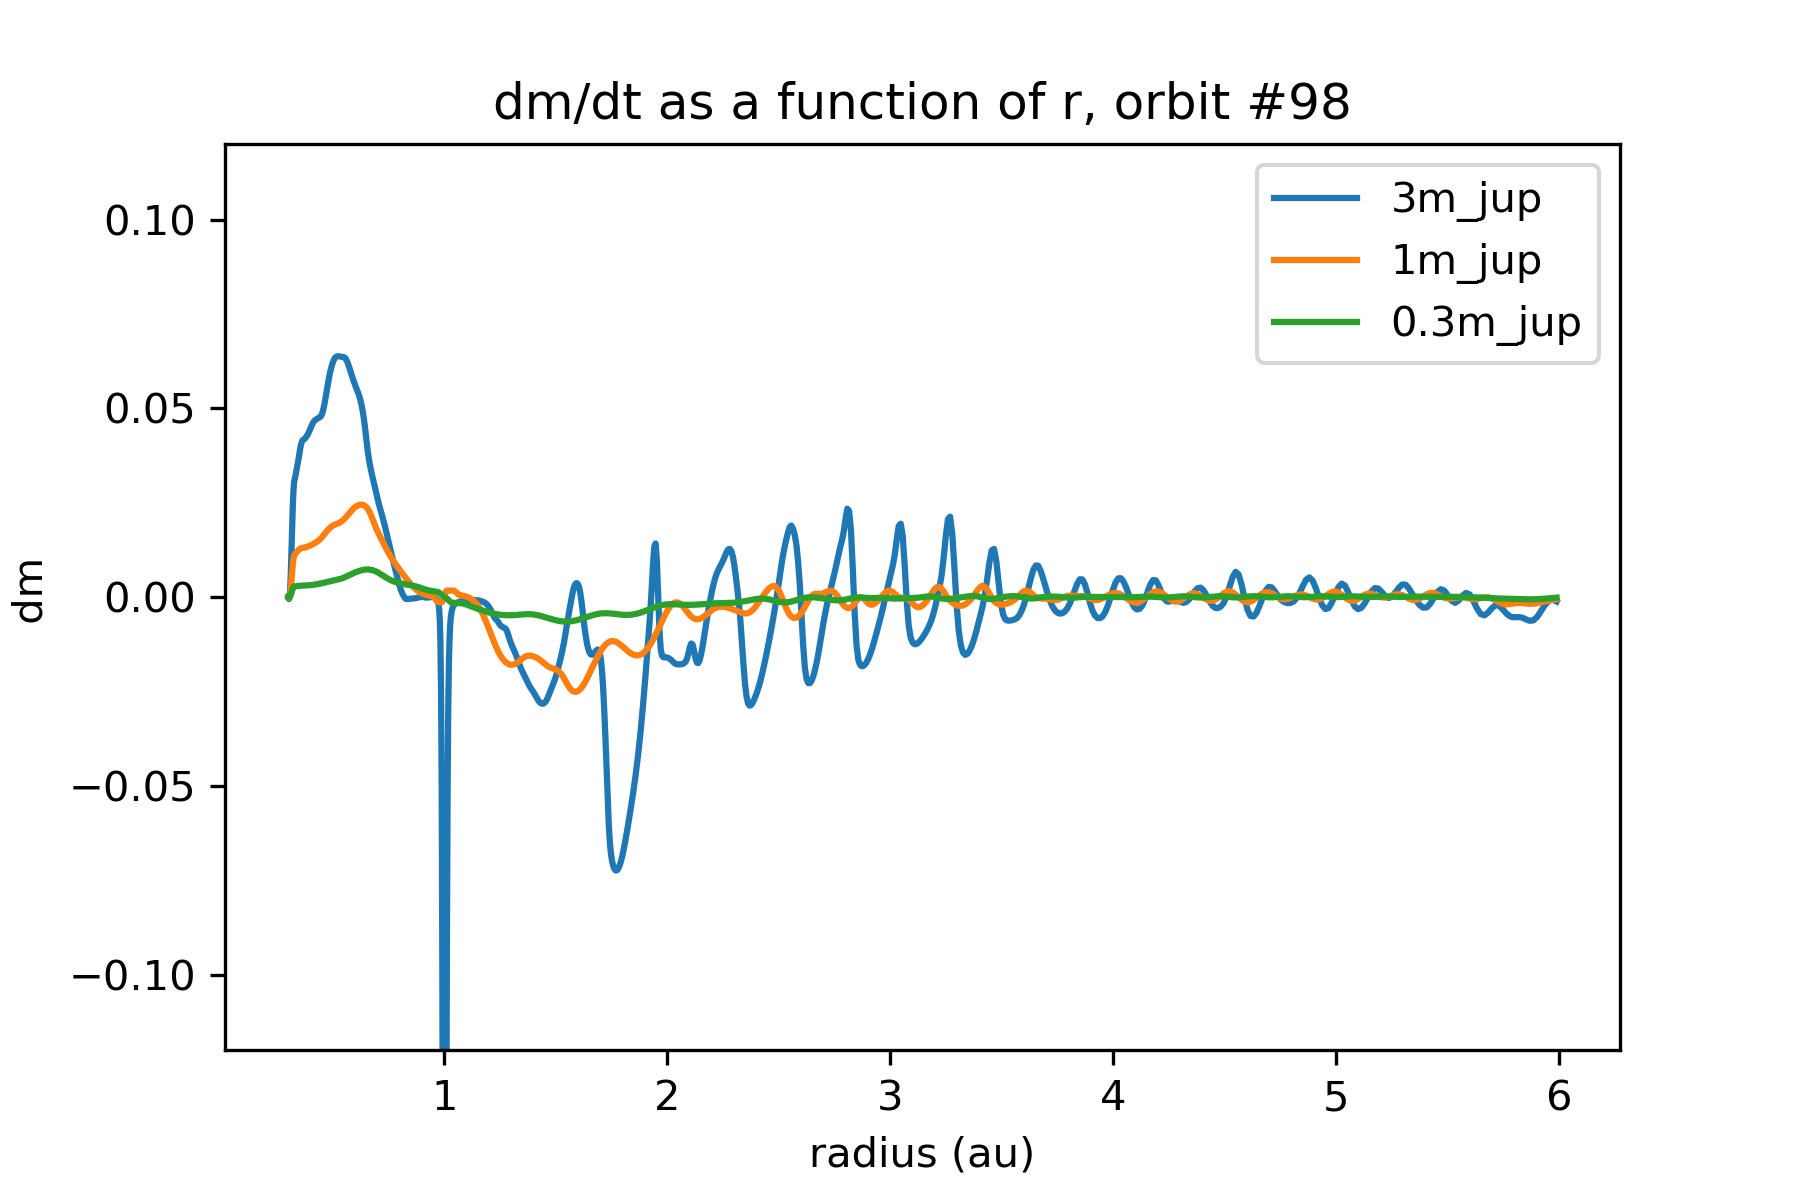 dm/dt as a function of r, orbit #98
3m_jup
1m_jup
0.3m_jup
dm
0.10
0.05
0.00
−0.05
−0.10
1 2 3 4 5 6
radius (au)